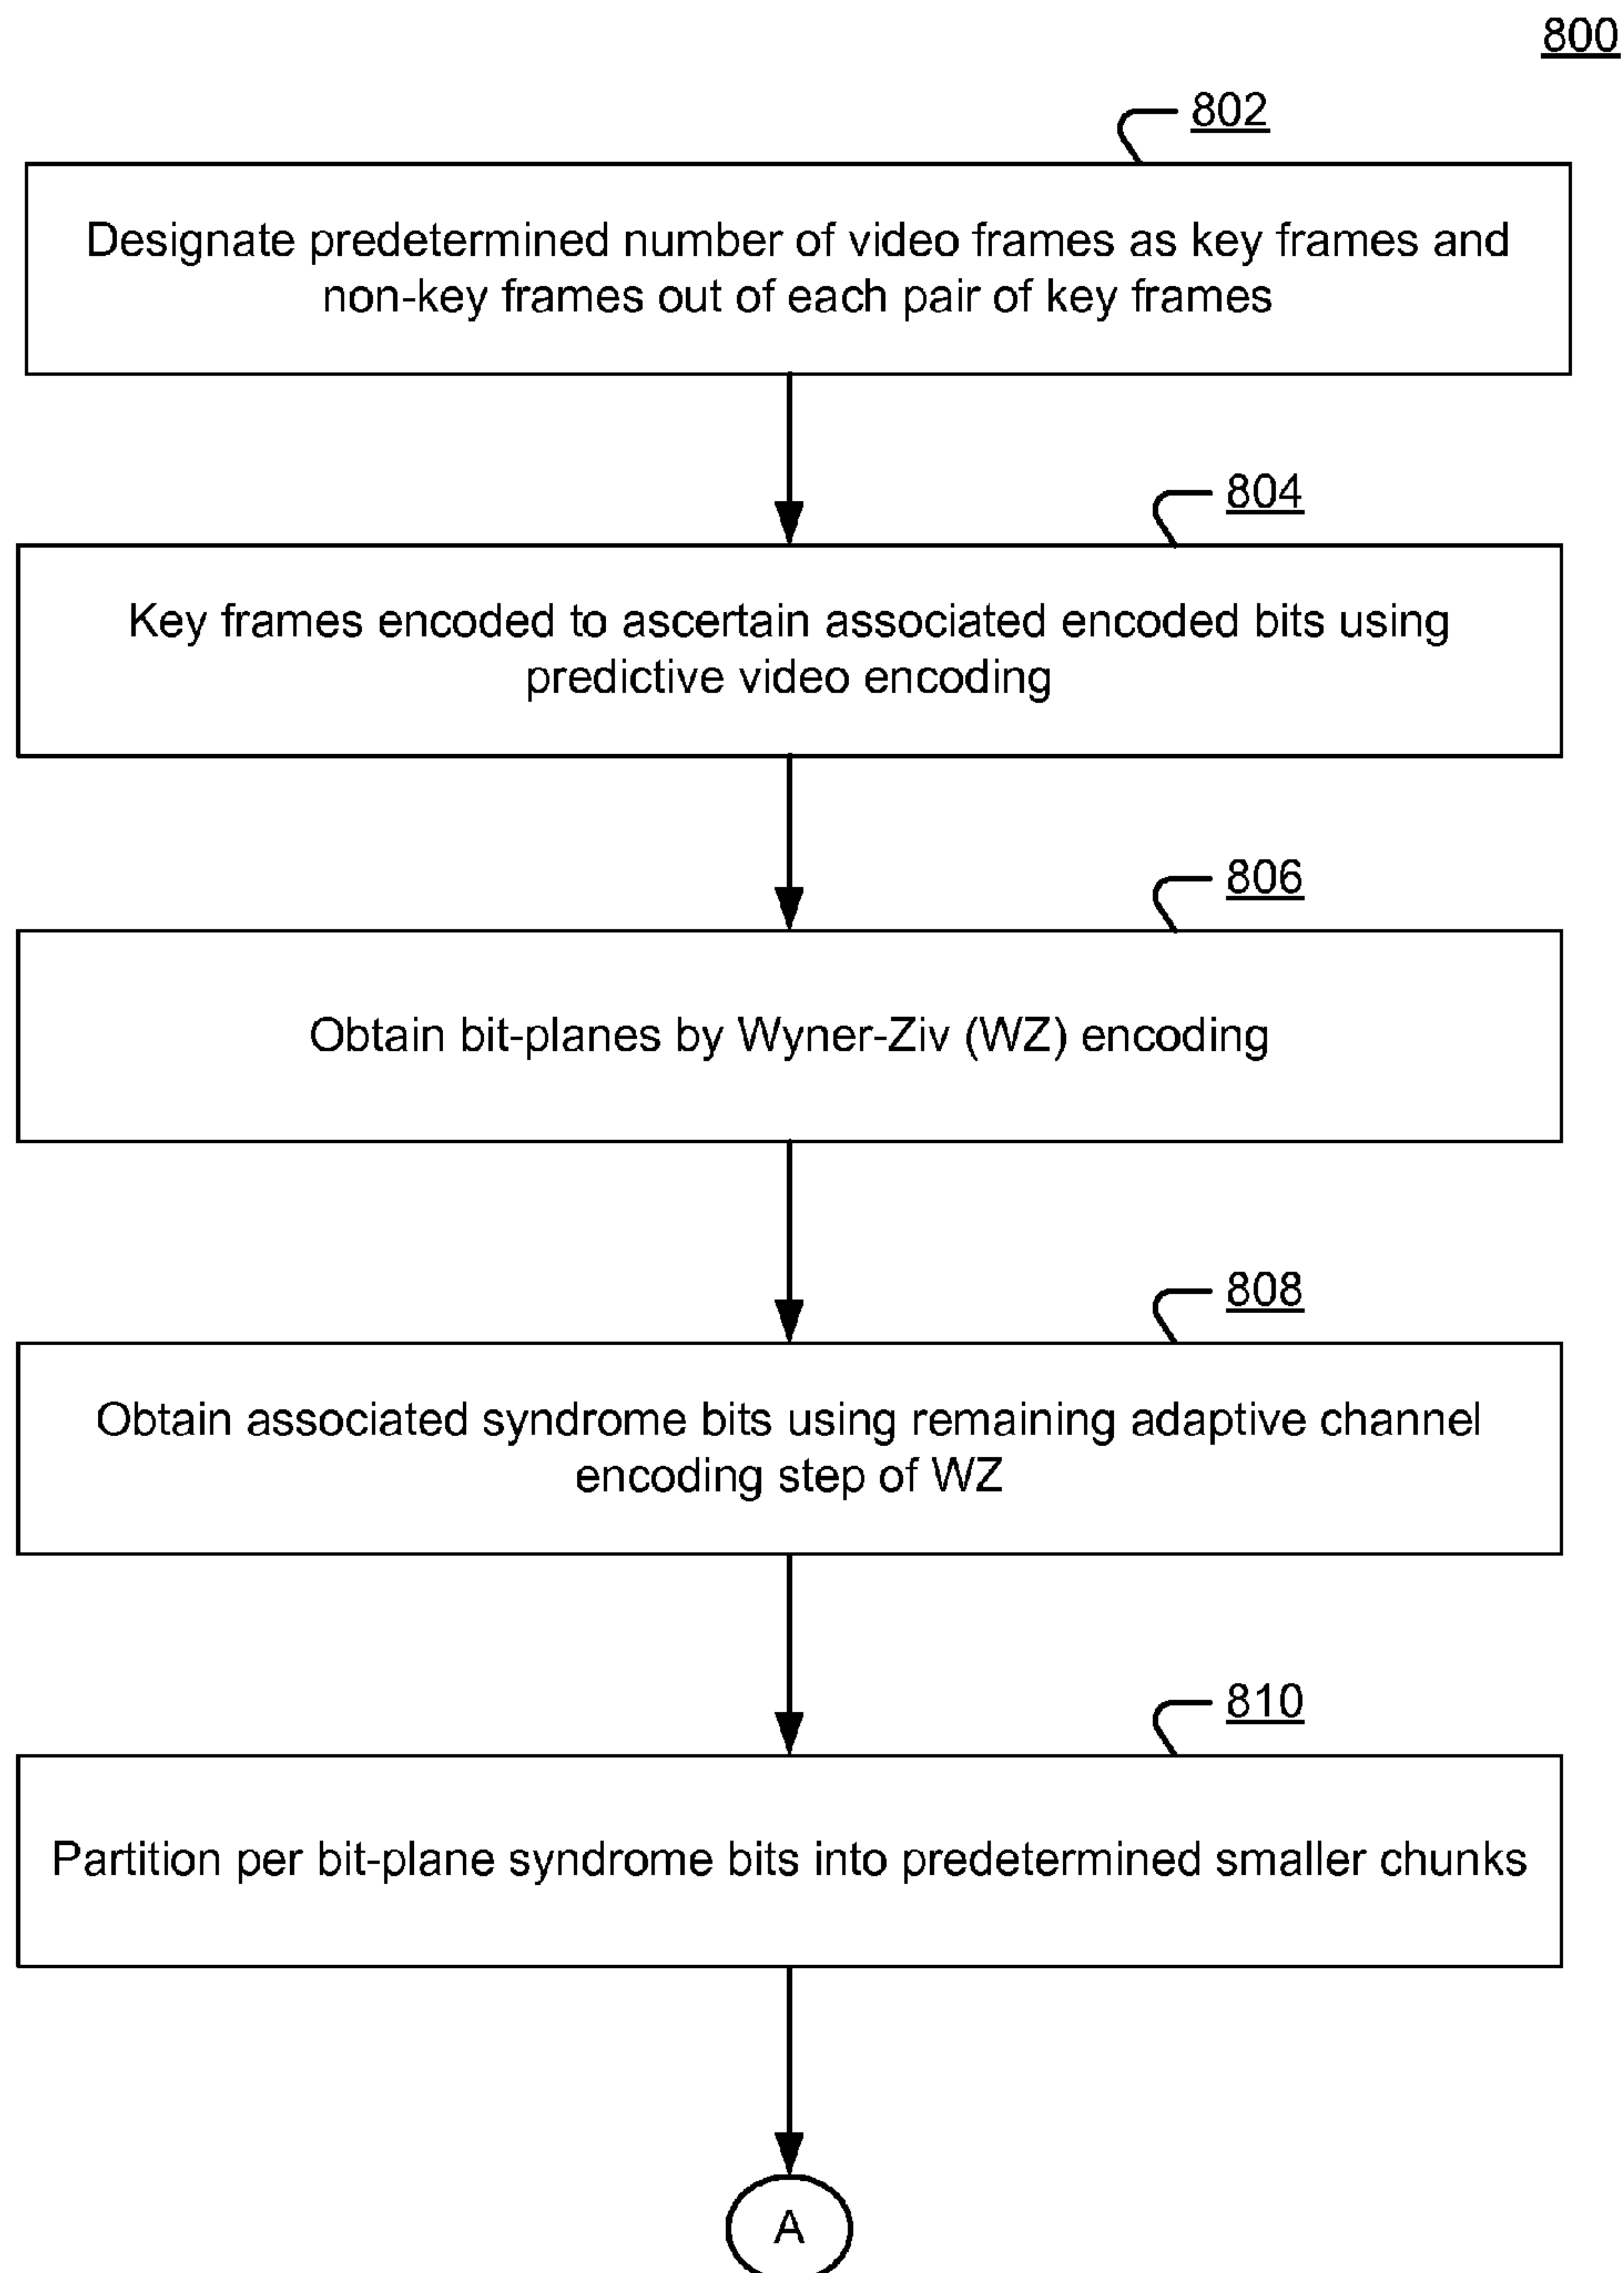 800
802
Designate predetermined number of video frames as key frames and
non-key frames out of each pair of key frames
804
Key frames encoded to ascertain associated encoded bits using
predictive video encoding
806
Obtain bit-planes by Wyner-Ziv (WZ) encoding
808
Obtain associated syndrome bits using remaining adaptive channel
encoding step of WZ
810
Partition per bit-plane syndrome bits into predetermined smaller chunks
A